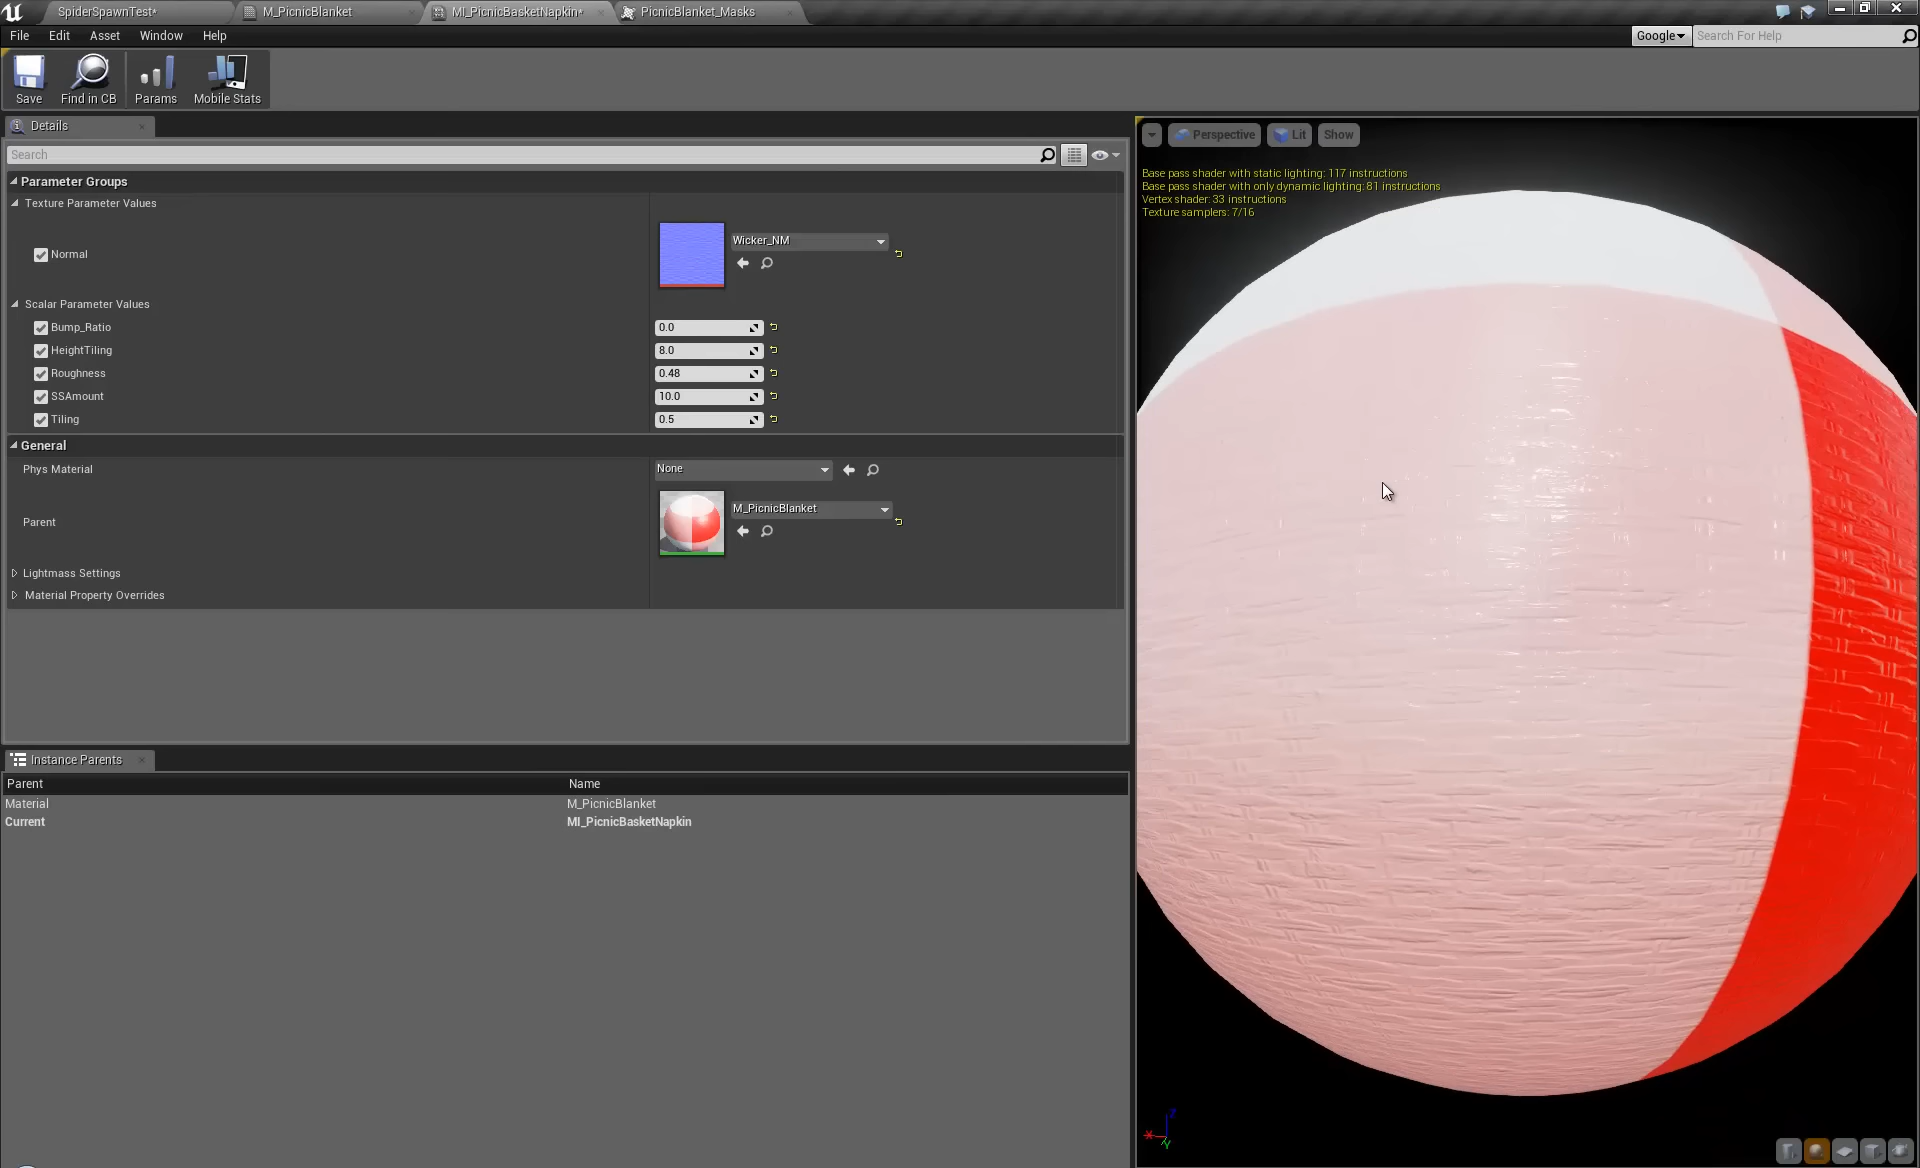 SpiderSpawnTest*
M_PicnicBlanket
MI_PicnicBasketNapkin*
PicnicBlanket_Masks
File Edit Asset Window Help
Google
Search For Help
Save
Find in CB
Params
Mobile Stats
Details
Search
Parameter Groups
Texture Parameter Values
Normal
Wicker_NM
Scalar Parameter Values
Bump_Ratio 0.0
HeightTiling 8.0
Roughness 0.48
SSAmount 10.0
Tiling 0.5
General
Phys Material None
Parent
M_PicnicBlanket
Lightmass Settings
Material Property Overrides
Instance Parents
Parent Name
Material M_PicnicBlanket
Current MI_PicnicBasketNapkin
Perspective
Lit
Show
Base pass shader with static lighting: 117 instructions
Base pass shader with only dynamic lighting: 81 instructions
Vertex shader: 33 instructions
Texture samplers: 7/16
Z
X
Y